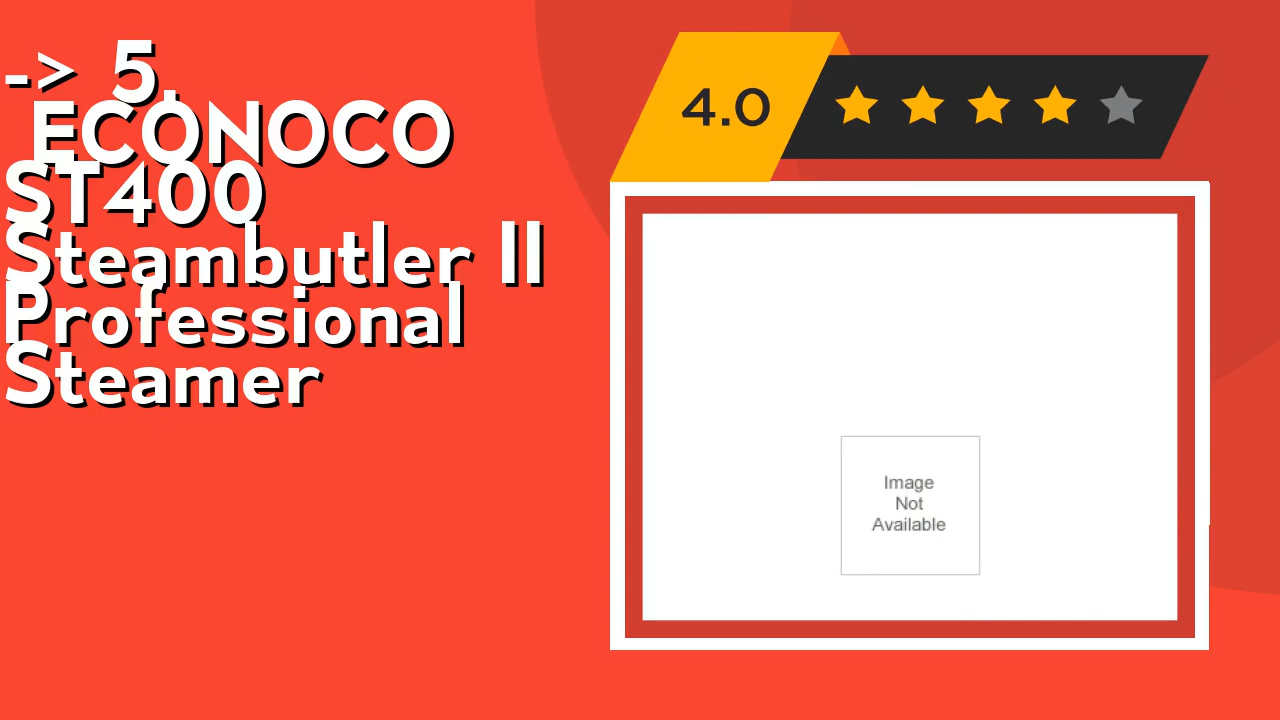 -> 5.
ECONOCO
ST400
Steambutler II
Professional
Steamer
4.0
Image
Not
Available